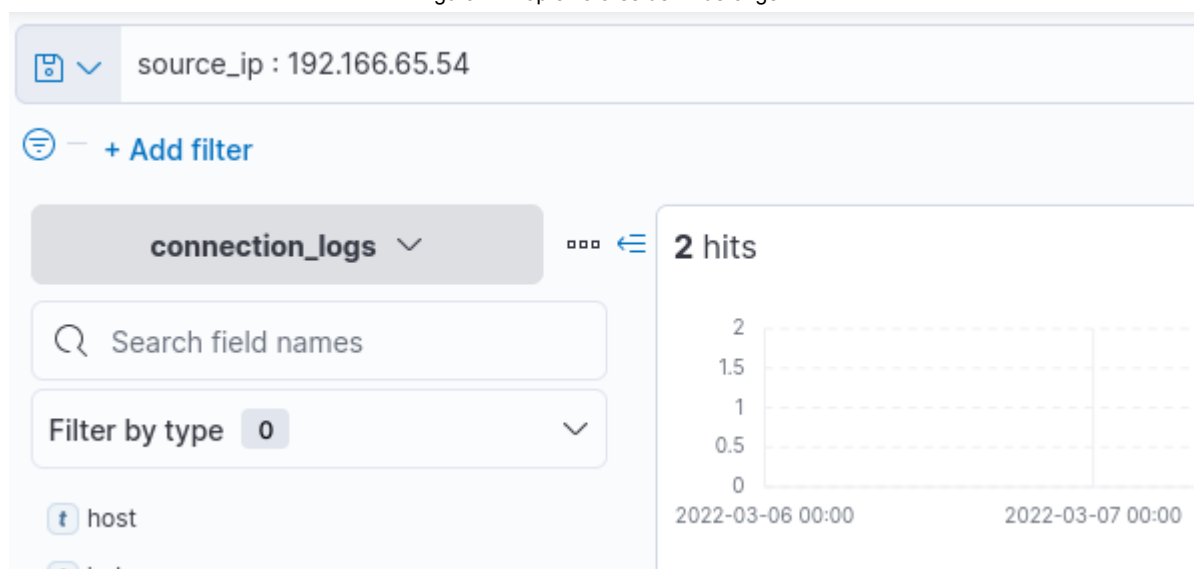 source_ip : 192.166.65.54
+ Add filter
connection_logs
2 hits
Search field names
2
1.5
1
0.5
0
Filter by type 0
2022-03-06 00:00
2022-03-07 00:00
t host